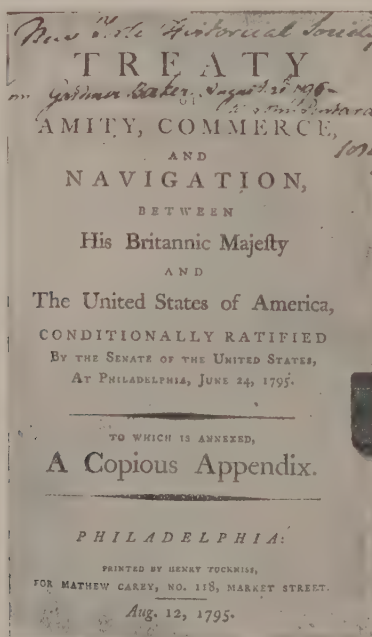 New York Historical Society
TREATY
OF
Gardiner Baker August 21
AMITY, COMMERCE,
AND
NAVIGATION,
BETWEEN
His Britannic Majeſty
AND
The United States of America,
CONDITIONALLY RATIFIED
BY THE SENATE OF THE UNITED STATES,
AT PHILADELPHIA, JUNE 24, 1795.
TO WHICH IS ANNEXED,
A Copious Appendix.
PHILADELPHIA:
PRINTED BY HENRY TUCKNISS,
FOR MATHEW CAREY, NO. 118, MARKET STREET.
Aug. 12, 1795.